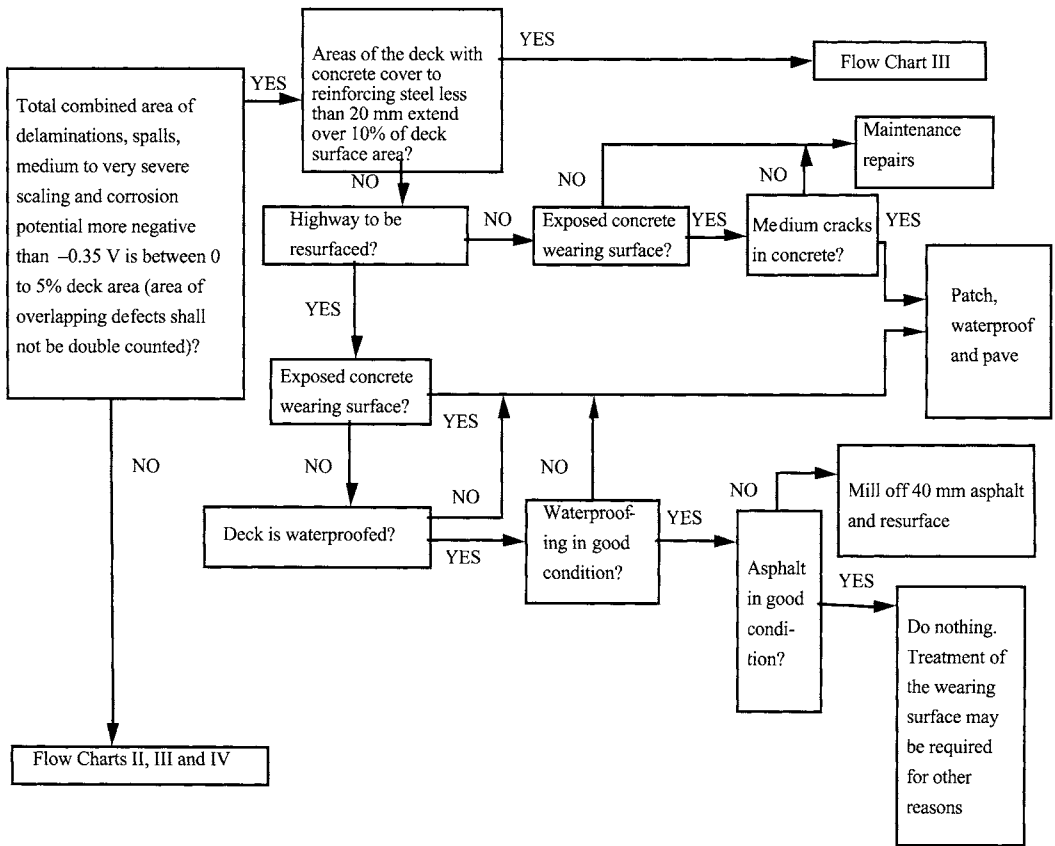 Total combined area of
delaminations, spalls,
medium to very severe
scaling and corrosion
potential more negative
than −0.35 V is between 0
to 5% deck area (area of
overlapping defects shall
not be double counted)?
YES
NO
Flow Charts II, III and IV
Areas of the deck with
concrete cover to
reinforcing steel less
than 20 mm extend
over 10% of deck
surface area?
YES
Flow Chart III
NO
Highway to be
resurfaced?
NO
Exposed concrete
wearing surface?
NO
YES
Medium cracks
in concrete?
NO
Maintenance
repairs
YES
Patch,
waterproof
and pave
YES
Exposed concrete
wearing surface?
YES
NO
Deck is waterproofed?
NO
YES
Waterproof-
ing in good
condition?
NO
YES
Asphalt
in good
condi-
tion?
NO
Mill off 40 mm asphalt
and resurface
YES
Do nothing.
Treatment of
the wearing
surface may
be required
for other
reasons